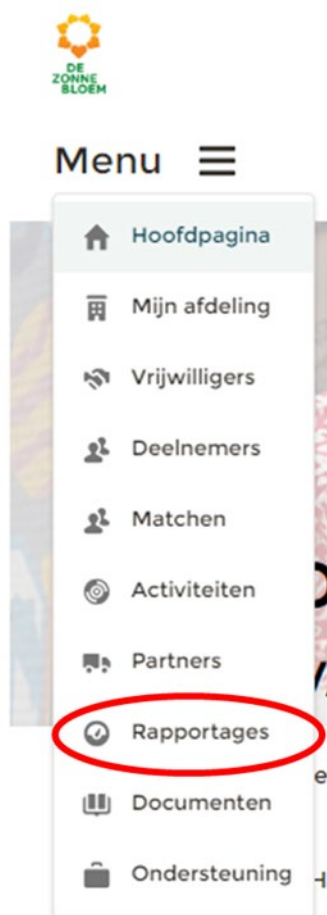 DE
ZONNE
BLOEM
Menu
Hoofdpagina
Mijn afdeling
Vrijwilligers
Deelnemers
Matchen
Activiteiten
Partners
Rapportages
Documenten
Ondersteuning